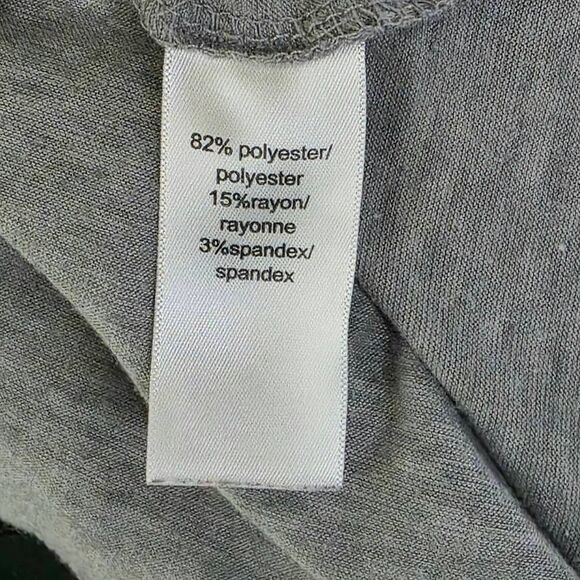 82% polyester/
polyester
15%rayon/
rayonne
3%spandex/
spandex